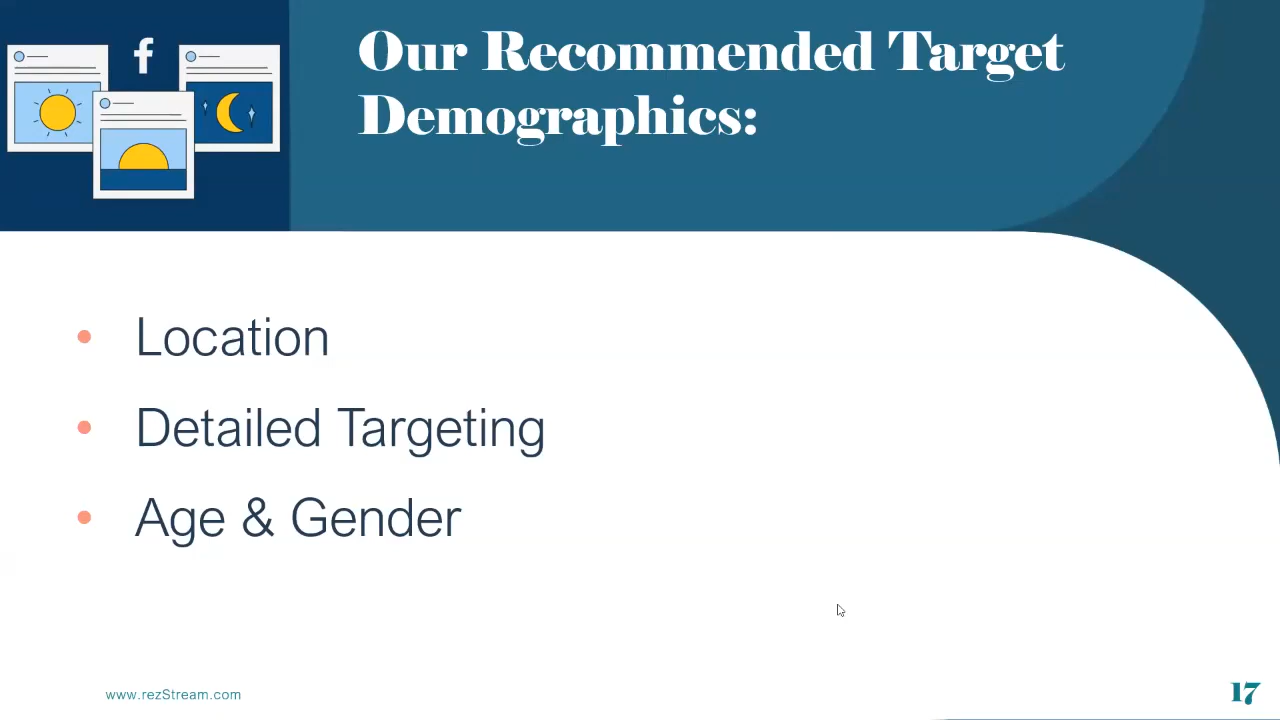 Our Recommended Target
Demographics:
• Location
• Detailed Targeting
• Age & Gender
www.rezStream.com
17